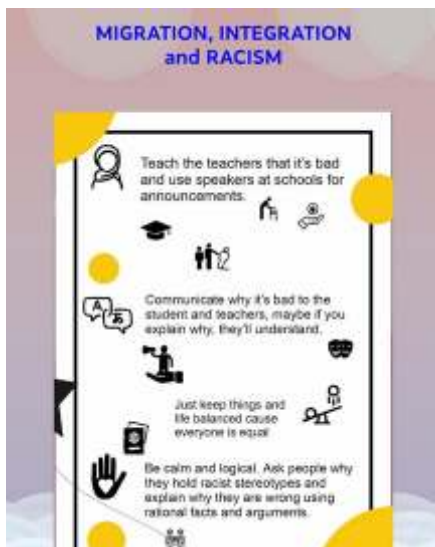 MIGRATION, INTEGRATION
and RACISM
Teach the teachers that it's bad
and use speakers at schools for
announcements.
Communicate why it's bad to the
student and teachers, maybe if you
explain why, they'll understand.
Just keep things and
life balanced cause
everyone is equal
Be calm and logical. Ask people why
they hold racist stereotypes and
explain why they are wrong using
rational facts and arguments.